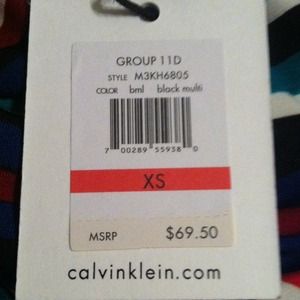 GROUP 11D
STYLE M3KH6805
COLOR bml black multi
7 00289 55938 0
XS
MSRP $69.50
calvinklein.com